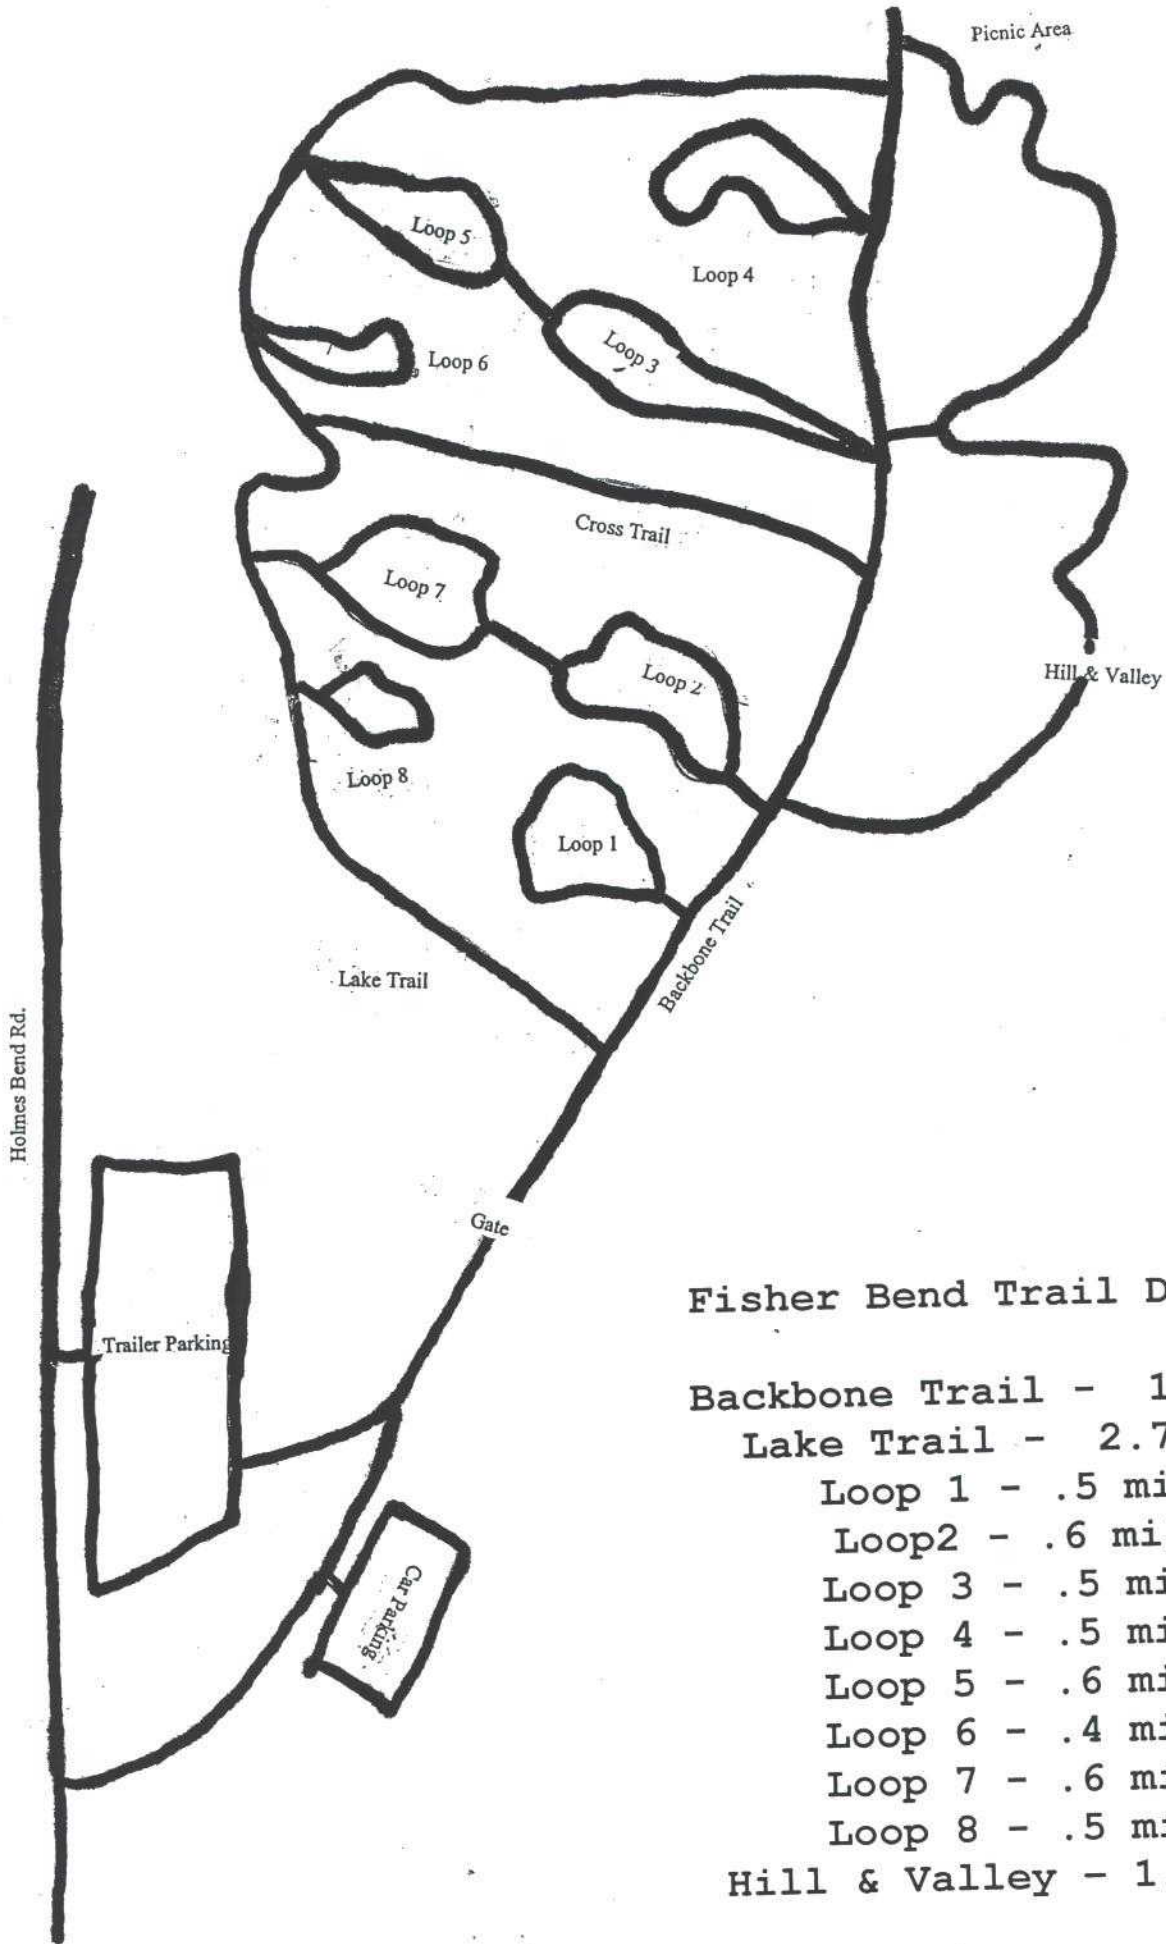 Picnic Area
Loop 5
Loop 4
Loop 3
Loop 6
Cross Trail
Loop 7
Loop 2
Hill & Valley
Loop 8
Loop 1
Backbone Trail
Lake Trail
Holmes Bend Rd.
Gate
Trailer Parking
Car Parking
Fisher Bend Trail D
Backbone Trail - 1
Lake Trail - 2.7
Loop 1 - .5 mi
Loop2 - .6 mi
Loop 3 - .5 mi
Loop 4 - .5 mi
Loop 5 - .6 mi
Loop 6 - .4 mi
Loop 7 - .6 mi
Loop 8 - .5 mi
Hill & Valley - 1